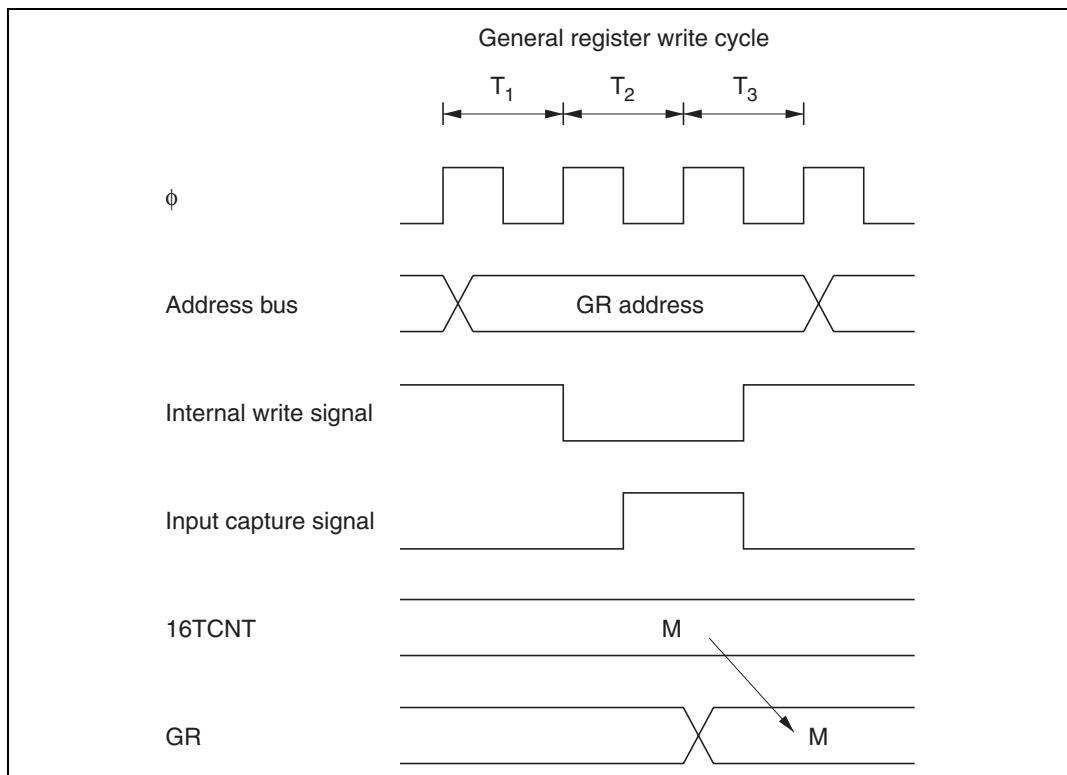 General register write cycle
T1 T2 T3
φ
Address bus GR address
Internal write signal
Input capture signal
16TCNT M
GR M